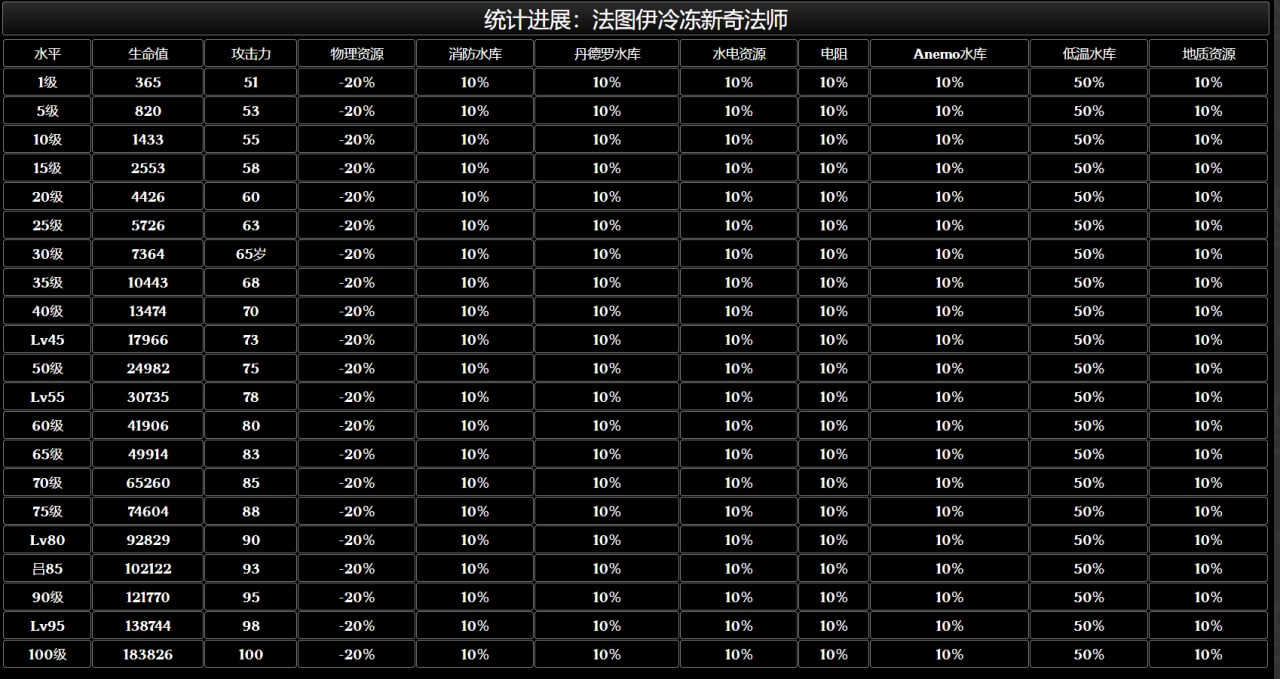 统计进展：法图伊冷冻新奇法师
水平 生命值 攻击力 物理资源 消防水库 丹德罗水库 水电资源 电阻 Anemo水库 低温水库 地质资源
1级 365 51 -20% 10% 10% 10% 10% 10% 50% 10%
5级 820 53 -20% 10% 10% 10% 10% 10% 50% 10%
10级 1433 55 -20% 10% 10% 10% 10% 10% 50% 10%
15级 2553 58 -20% 10% 10% 10% 10% 10% 50% 10%
20级 4426 60 -20% 10% 10% 10% 10% 10% 50% 10%
25级 5726 63 -20% 10% 10% 10% 10% 10% 50% 10%
30级 7364 65岁 -20% 10% 10% 10% 10% 10% 50% 10%
35级 10443 68 -20% 10% 10% 10% 10% 10% 50% 10%
40级 13474 70 -20% 10% 10% 10% 10% 10% 50% 10%
Lv45 17966 73 -20% 10% 10% 10% 10% 10% 50% 10%
50级 24982 75 -20% 10% 10% 10% 10% 10% 50% 10%
Lv55 30735 78 -20% 10% 10% 10% 10% 10% 50% 10%
60级 41906 80 -20% 10% 10% 10% 10% 10% 50% 10%
65级 49914 83 -20% 10% 10% 10% 10% 10% 50% 10%
70级 65260 85 -20% 10% 10% 10% 10% 10% 50% 10%
75级 74604 88 -20% 10% 10% 10% 10% 10% 50% 10%
Lv80 92829 90 -20% 10% 10% 10% 10% 10% 50% 10%
吕85 102122 93 -20% 10% 10% 10% 10% 10% 50% 10%
90级 121770 95 -20% 10% 10% 10% 10% 10% 50% 10%
Lv95 138744 98 -20% 10% 10% 10% 10% 10% 50% 10%
100级 183826 100 -20% 10% 10% 10% 10% 10% 50% 10%